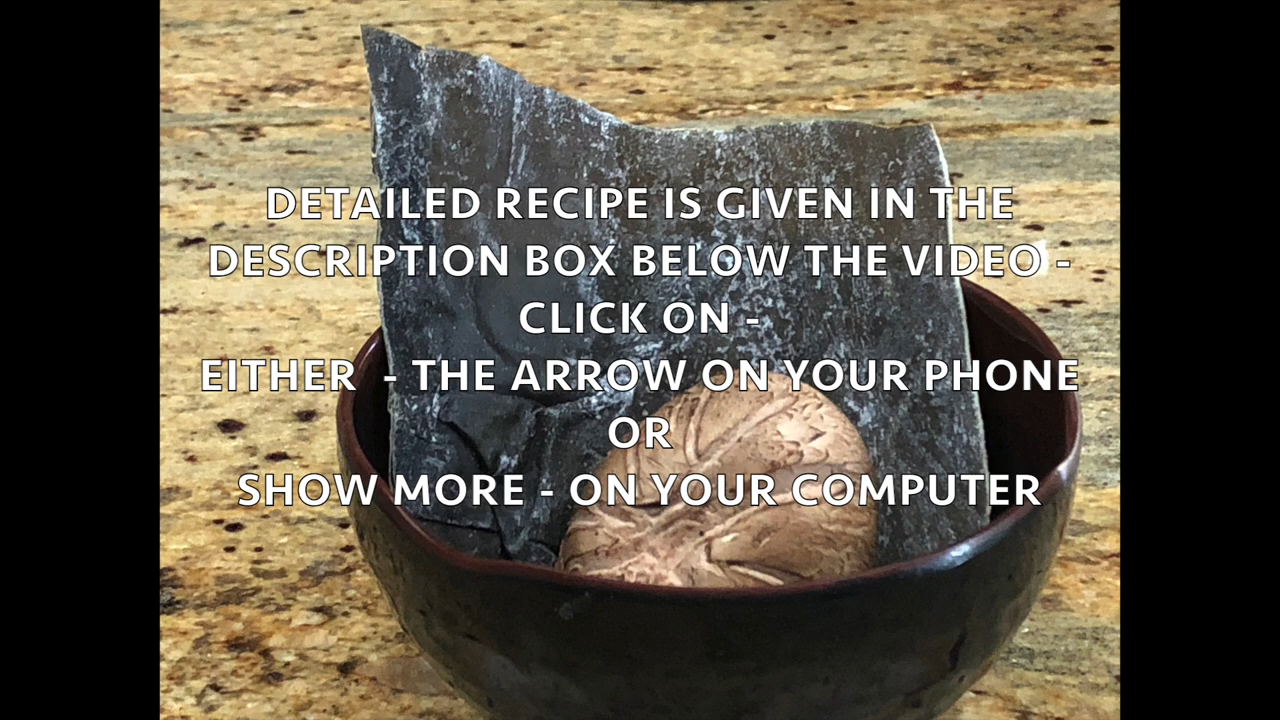 DETAILED RECIPE IS GIVEN IN THE
DESCRIPTION BOX BELOW THE VIDEO -
CLICK ON -
EITHER  - THE ARROW ON YOUR PHONE
OR
SHOW MORE - ON YOUR COMPUTER